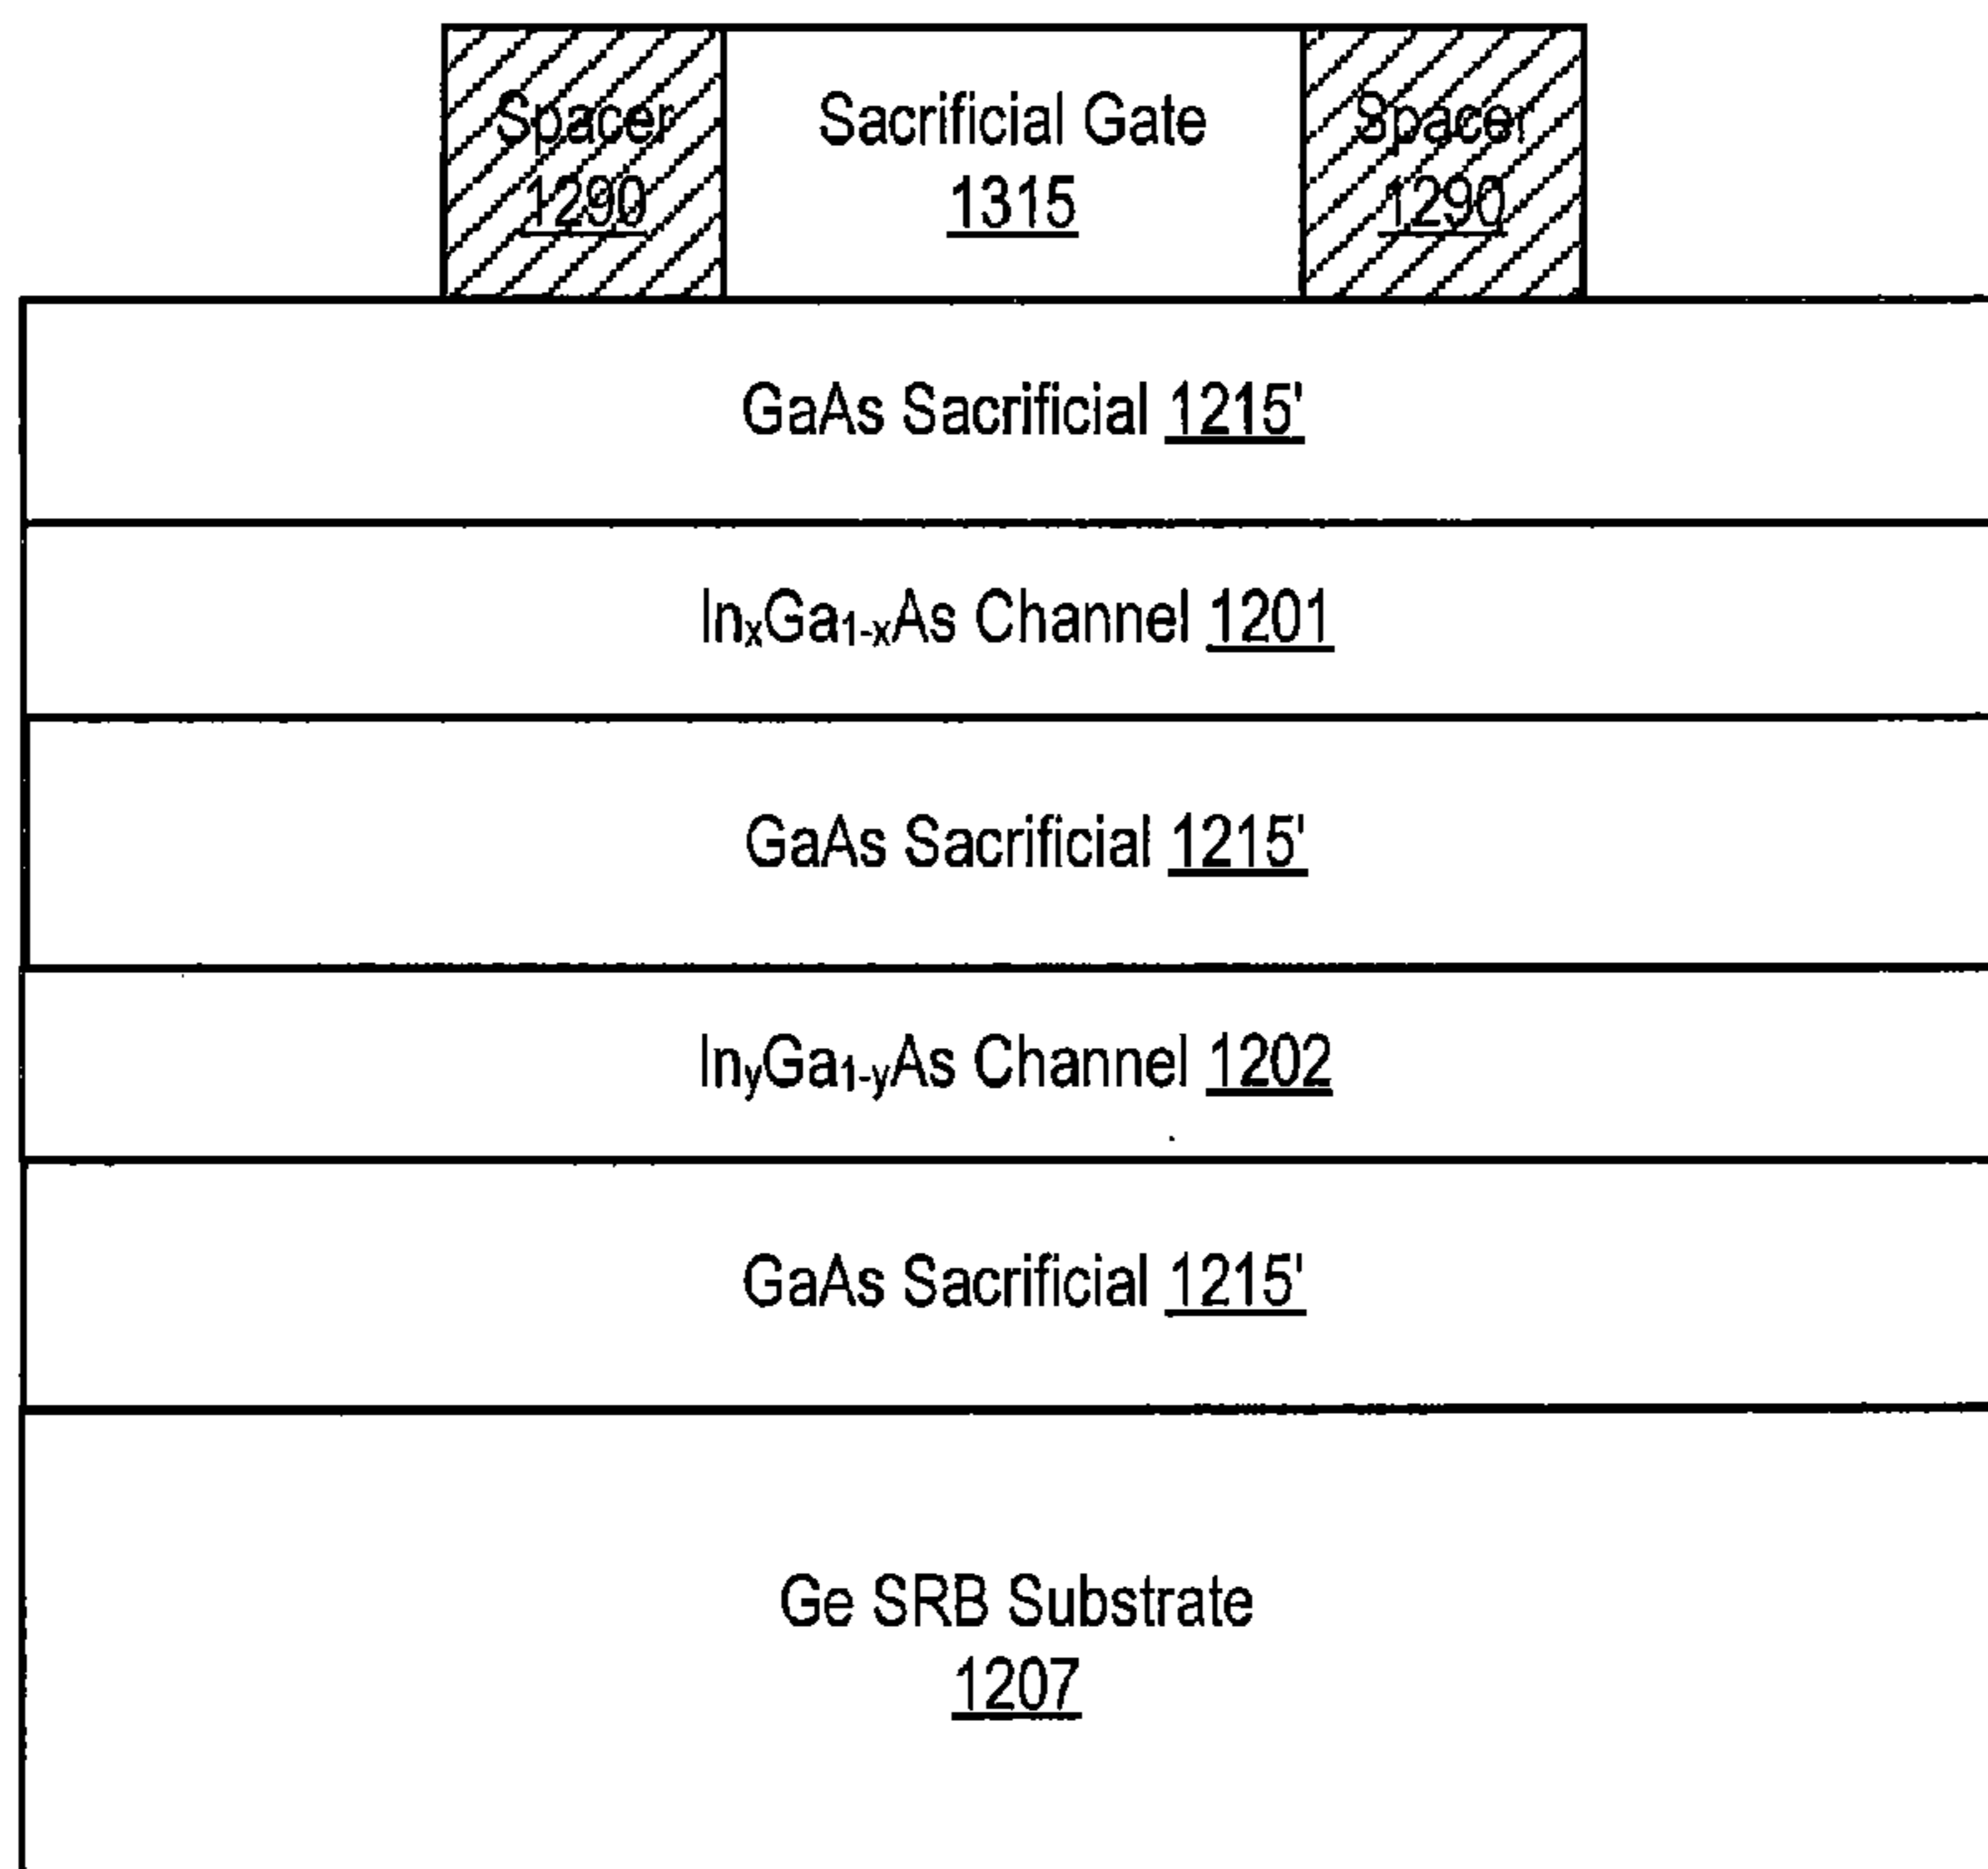 Spacer
1290
Sacrificial Gate
1315
Spacer
1290
GaAs Sacrificial 1215'
InₓGa₁₋ₓAs Channel 1201
GaAs Sacrificial 1215'
InyGa1-yAs Channel 1202
GaAs Sacrificial 1215'
Ge SRB Substrate
1207